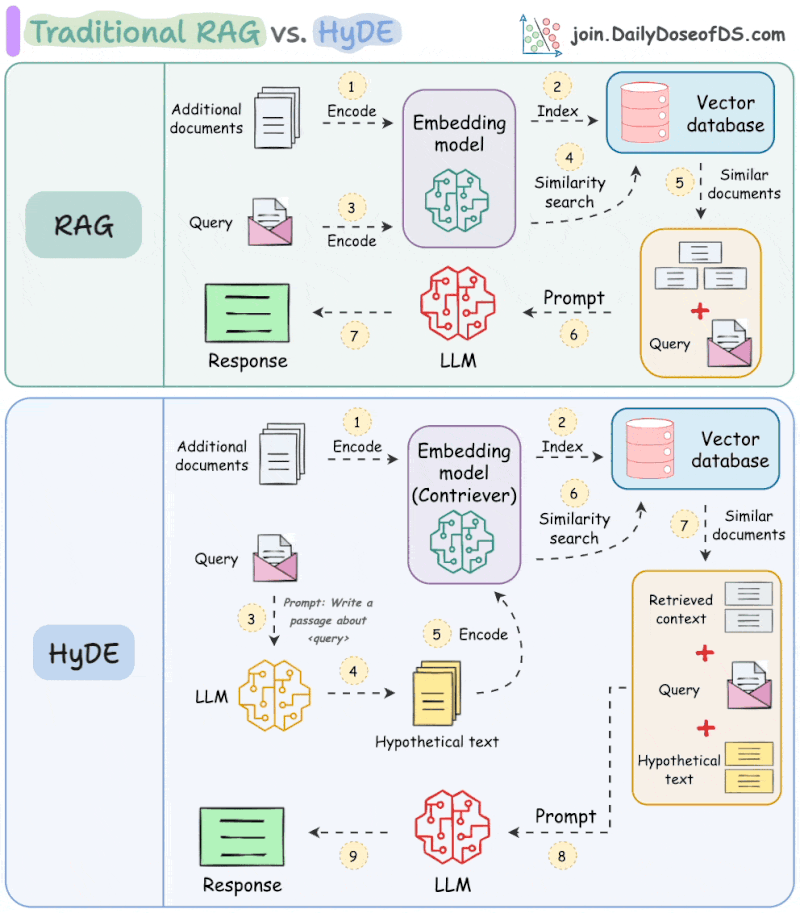 Traditional RAG vs. HyDE
join.DailyDoseofDS.com
1
2
Additional
documents
Encode
Embedding
model
Index
Vector
database
4
Similarity
search
5
Similar
documents
3
Query
Encode
RAG
Prompt
Query
7
6
Response
LLM
1
2
Additional
documents
Encode
Embedding
model
(Contriever)
Index
Vector
database
6
Similarity
search
7
Similar
documents
Query
3
Prompt: Write a
passage about
<query>
5
Encode
Retrieved
context
HyDE
LLM
4
Query
Hypothetical text
Hypothetical
text
Prompt
9
8
Response
LLM